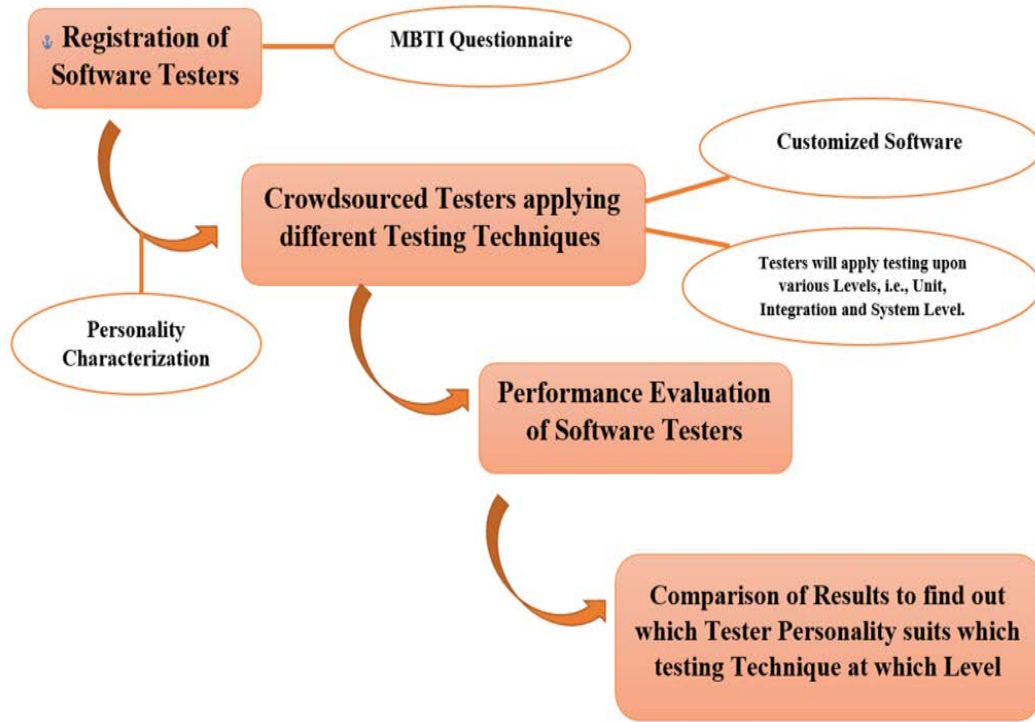 Registration of
Software Testers
MBTI Questionnaire
Customized Software
Crowdsourced Testers applying
different Testing Techniques
Testers will apply testing upon
various Levels, i.e., Unit,
Integration and System Level.
Personality
Characterization
Performance Evaluation
of Software Testers
Comparison of Results to find out
which Tester Personality suits which
testing Technique at which Level